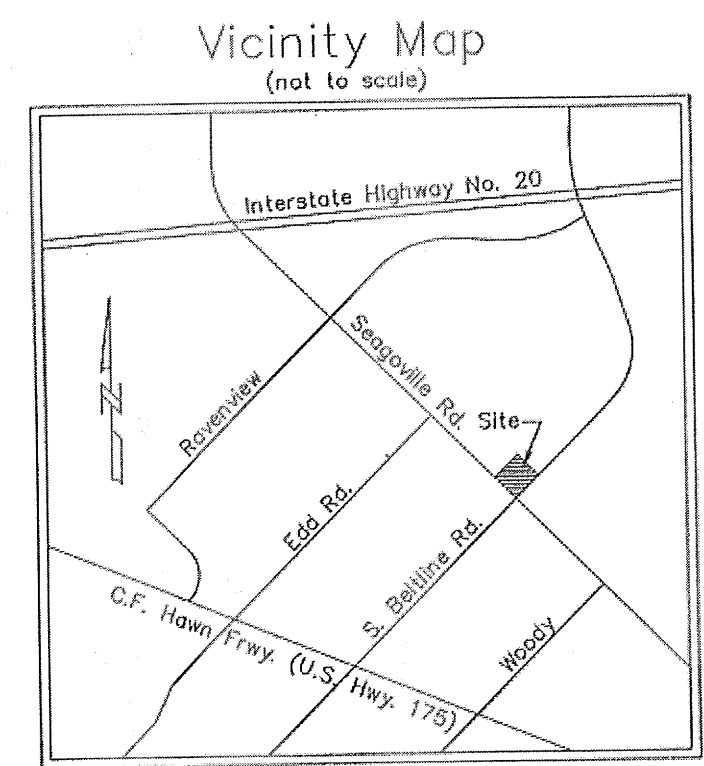 Vicinity Map
(not to scale)
Interstate Highway No. 20
Seagoville Rd.
Ravenview
Site
N
Edd Rd.
S. Beltline Rd.
Woody
C.F. Hawn Frwy. (U.S. Hwy. 175)